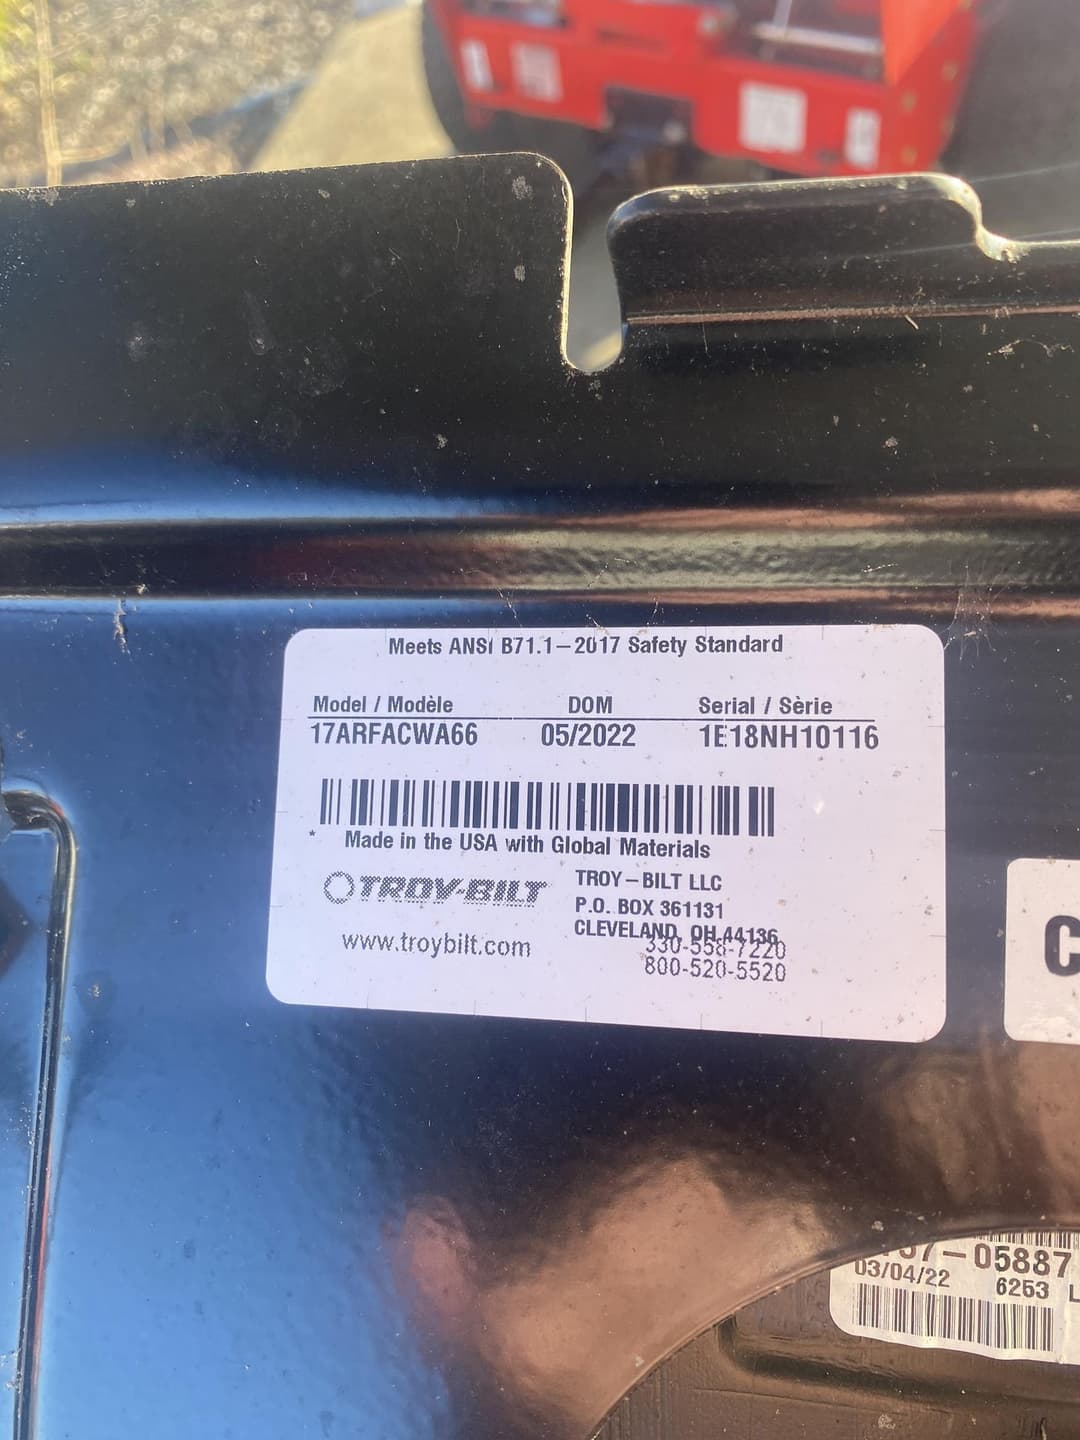 Meets ANSI B71.1-2017 Safety Standard
Model / Modèle DOM Serial / Sèrie
17ARFACWA66 05/2022 1E18NH10116
* Made in the USA with Global Materials
TROY-BILT
www.troybilt.com
TROY-BILT LLC
P.O. BOX 361131
CLEVELAND, OH 44136
330-558-7220
800-520-5520
C
-05887
03/04/22 6253 L